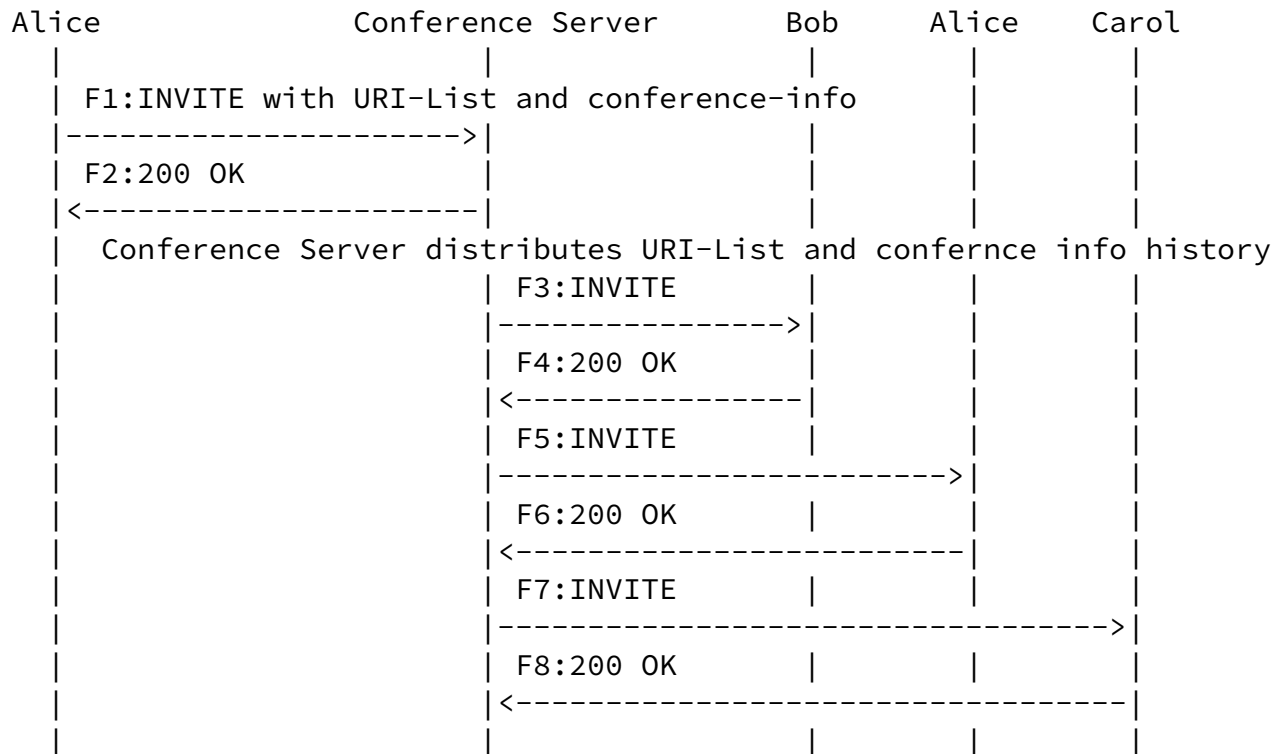 Alice Conference Server Bob Alice Carol
F1:INVITE with URI-List and conference-info
F2:200 OK
Conference Server distributes URI-List and confernce info history
F3:INVITE
F4:200 OK
F5:INVITE
F6:200 OK
F7:INVITE
F8:200 OK